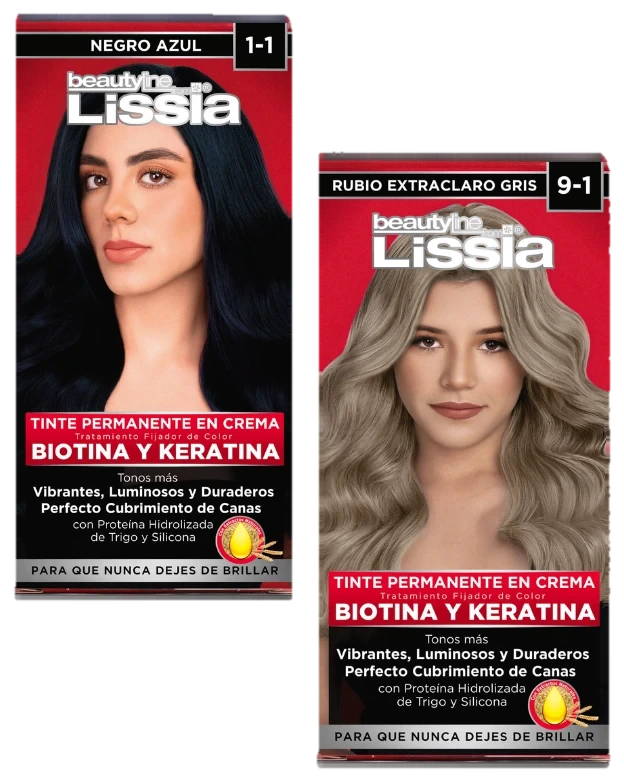 NEGRO AZUL 1-1
beautyline
Lissia®
TINTE PERMANENTE EN CREMA
Tratamiento Fijador de Color
BIOTINA Y KERATINA
Tonos más
Vibrantes, Luminosos y Duraderos
Perfecto Cubrimiento de Canas
con Proteína Hidrolizada
de Trigo y Silicona
PARA QUE NUNCA DEJES DE BRILLAR
RUBIO EXTRACLARO GRIS 9-1
beautyline
Lissia®
TINTE PERMANENTE EN CREMA
Tratamiento Fijador de Color
BIOTINA Y KERATINA
Tonos más
Vibrantes, Luminosos y Duraderos
Perfecto Cubrimiento de Canas
con Proteína Hidrolizada
de Trigo y Silicona
PARA QUE NUNCA DEJES DE BRILLAR